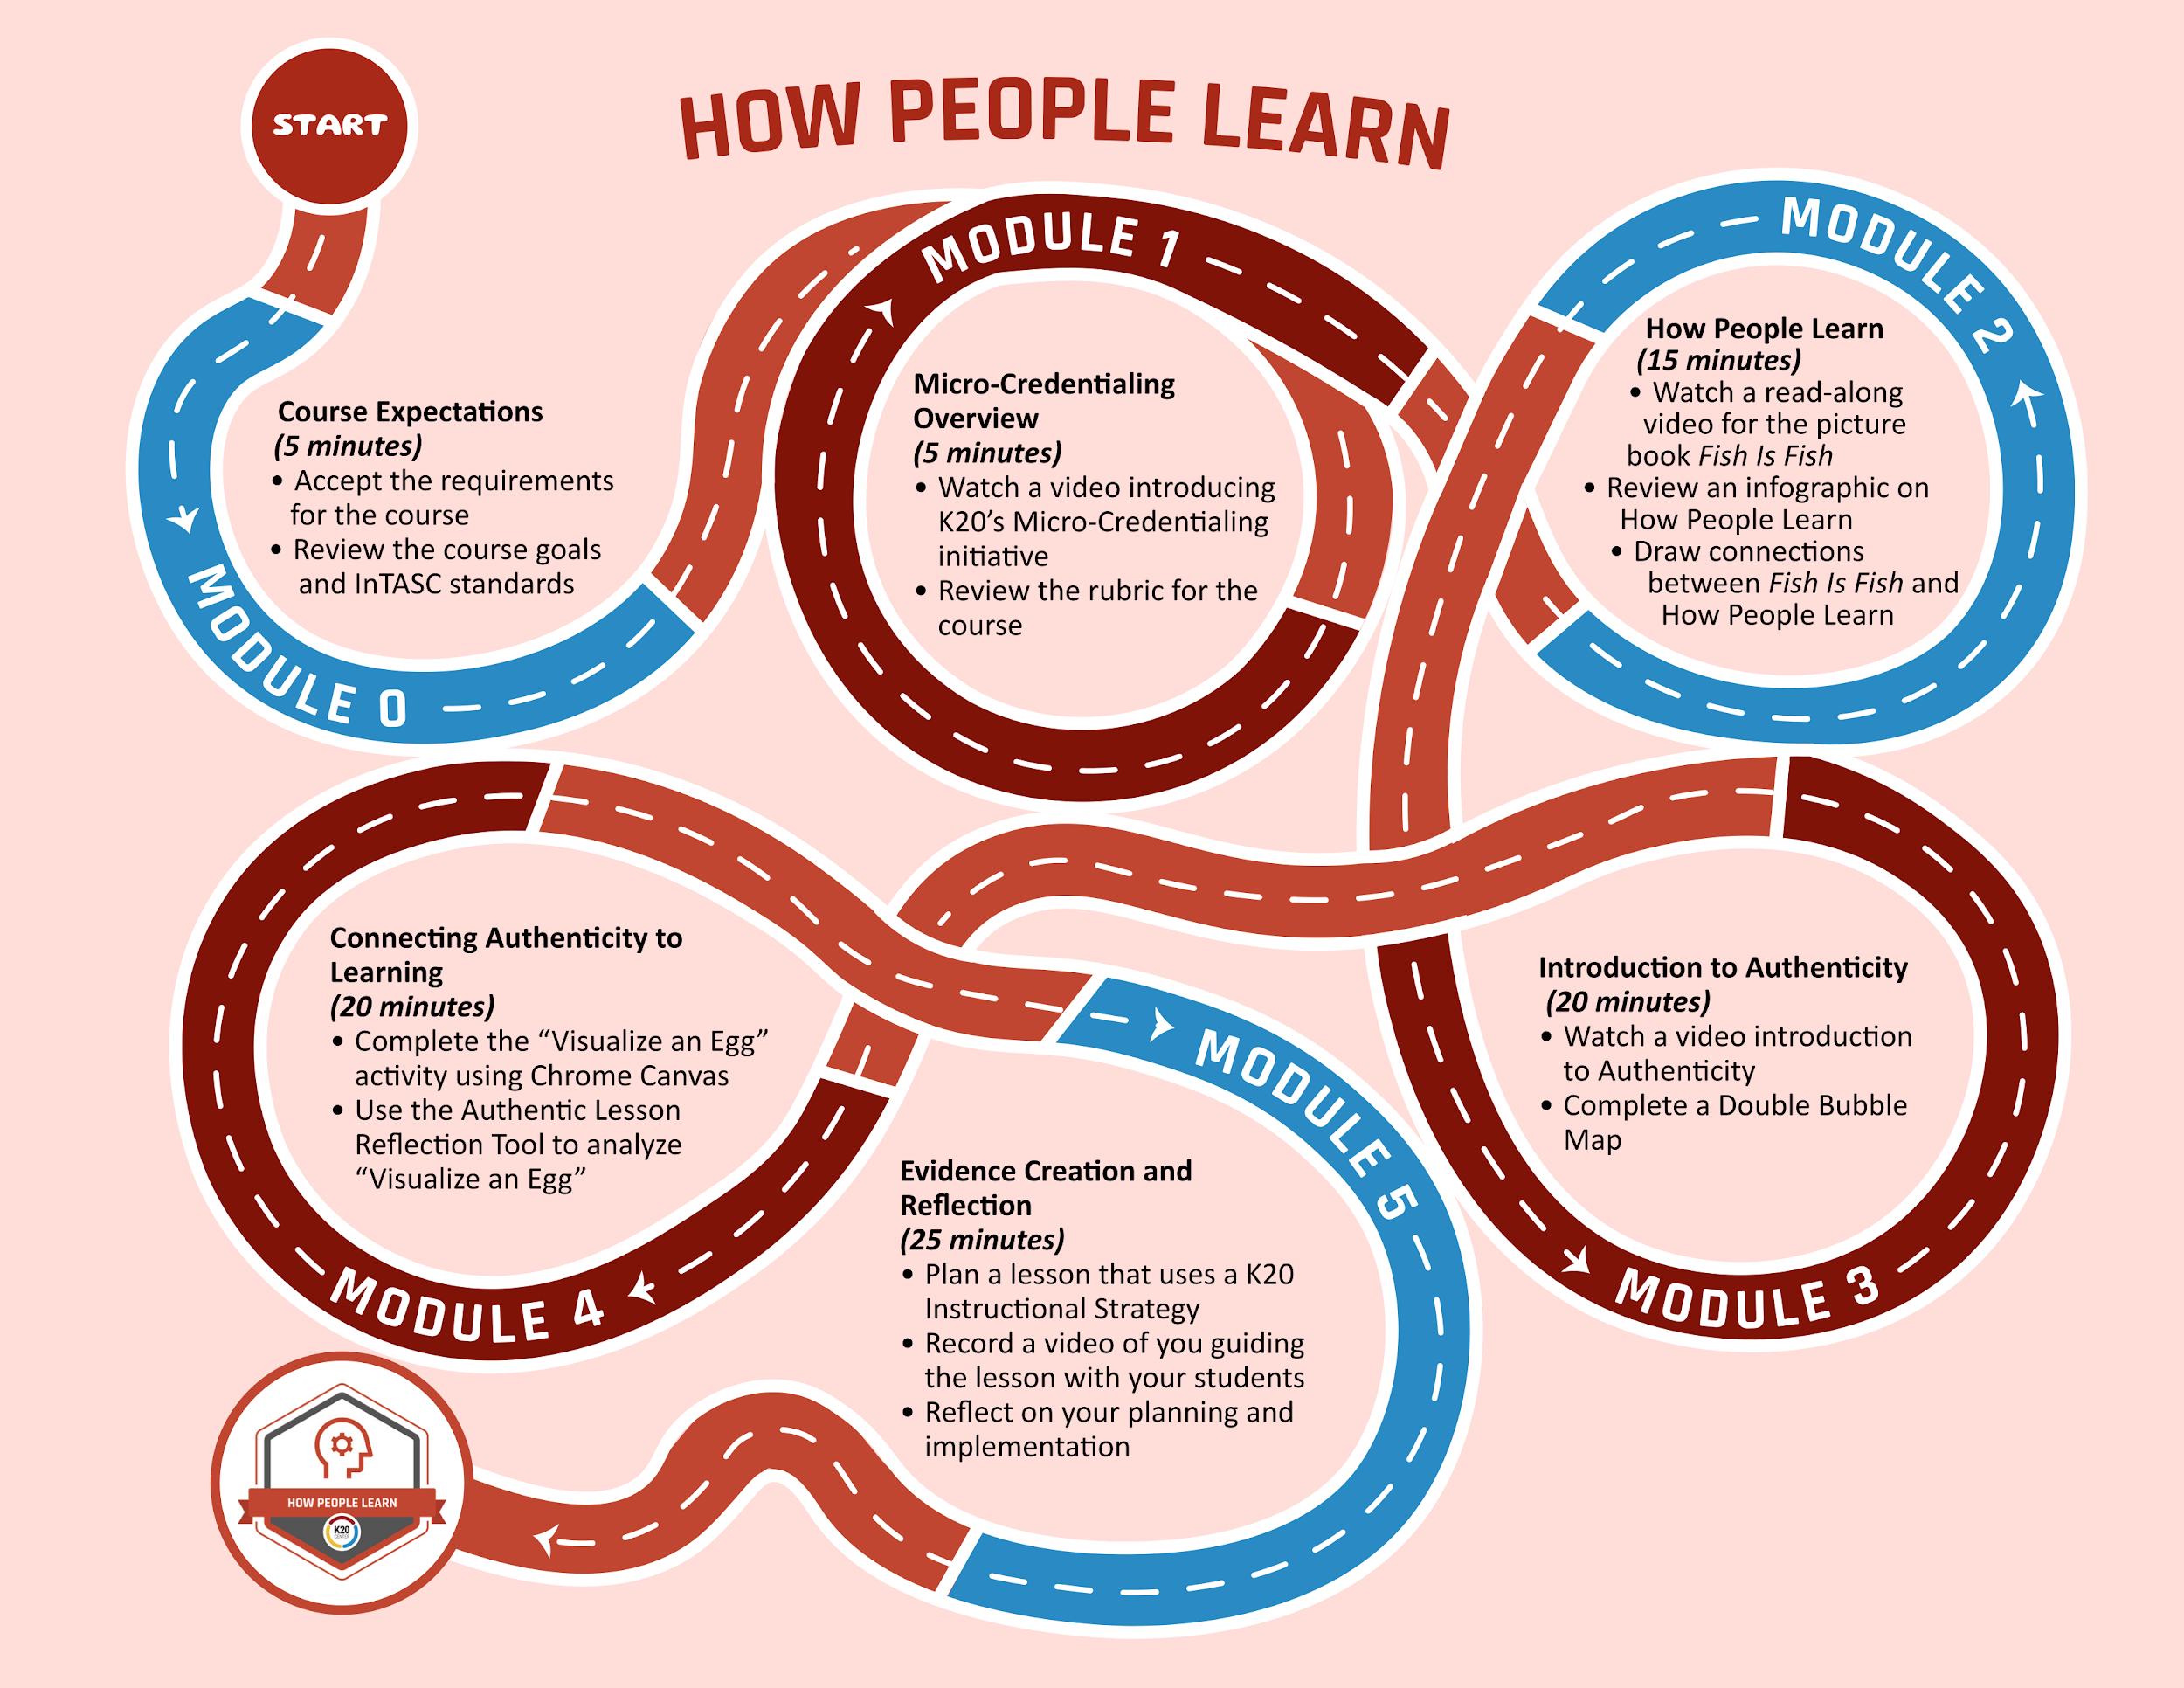 START
HOW PEOPLE LEARN
MODULE 0
Course Expectations
(5 minutes)
• Accept the requirements
for the course
• Review the course goals
and InTASC standards
MODULE 1
Micro-Credentialing
Overview
(5 minutes)
• Watch a video introducing
K20’s Micro-Credentialing
initiative
• Review the rubric for the
course
MODULE 2
How People Learn
(15 minutes)
• Watch a read-along
video for the picture
book Fish Is Fish
• Review an infographic on
How People Learn
• Draw connections
between Fish Is Fish and
How People Learn
MODULE 3
Introduction to Authenticity
(20 minutes)
• Watch a video introduction
to Authenticity
• Complete a Double Bubble
Map
MODULE 4
Connecting Authenticity to
Learning
(20 minutes)
• Complete the “Visualize an Egg”
activity using Chrome Canvas
• Use the Authentic Lesson
Reflection Tool to analyze
“Visualize an Egg”
MODULE 5
Evidence Creation and
Reflection
(25 minutes)
• Plan a lesson that uses a K20
Instructional Strategy
• Record a video of you guiding
the lesson with your students
• Reflect on your planning and
implementation
HOW PEOPLE LEARN
K20